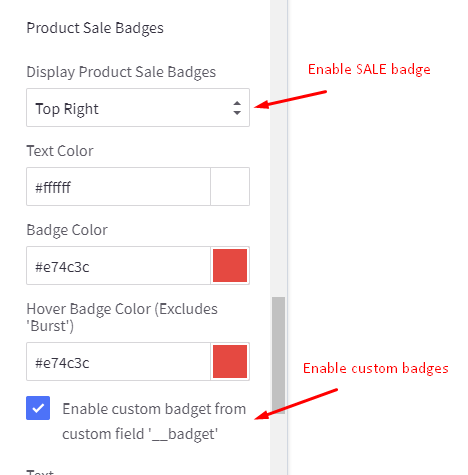 Product Sale Badges
Display Product Sale Badges
Enable SALE badge
Top Right
Text Color
#ffffff
Badge Color
#e74c3c
Hover Badge Color (Excludes
'Burst')
#e74c3c
Enable custom badges
Enable custom badget from
custom field '__badget'